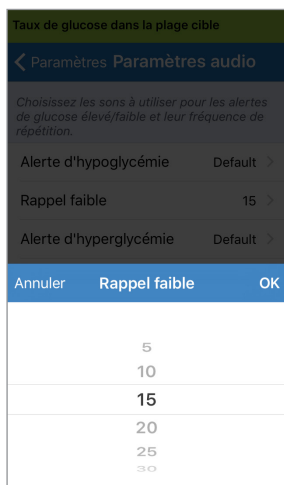 Taux de glucose dans la plage cible
Paramètres Paramètres audio
Choisissez les sons à utiliser pour les alertes
de glucose élevé/faible et leur fréquence de
répétition.
Alerte d'hypoglycémie Default
Rappel faible 15
Alerte d'hyperglycémie Default
Annuler Rappel faible OK
5
10
15
20
25
30